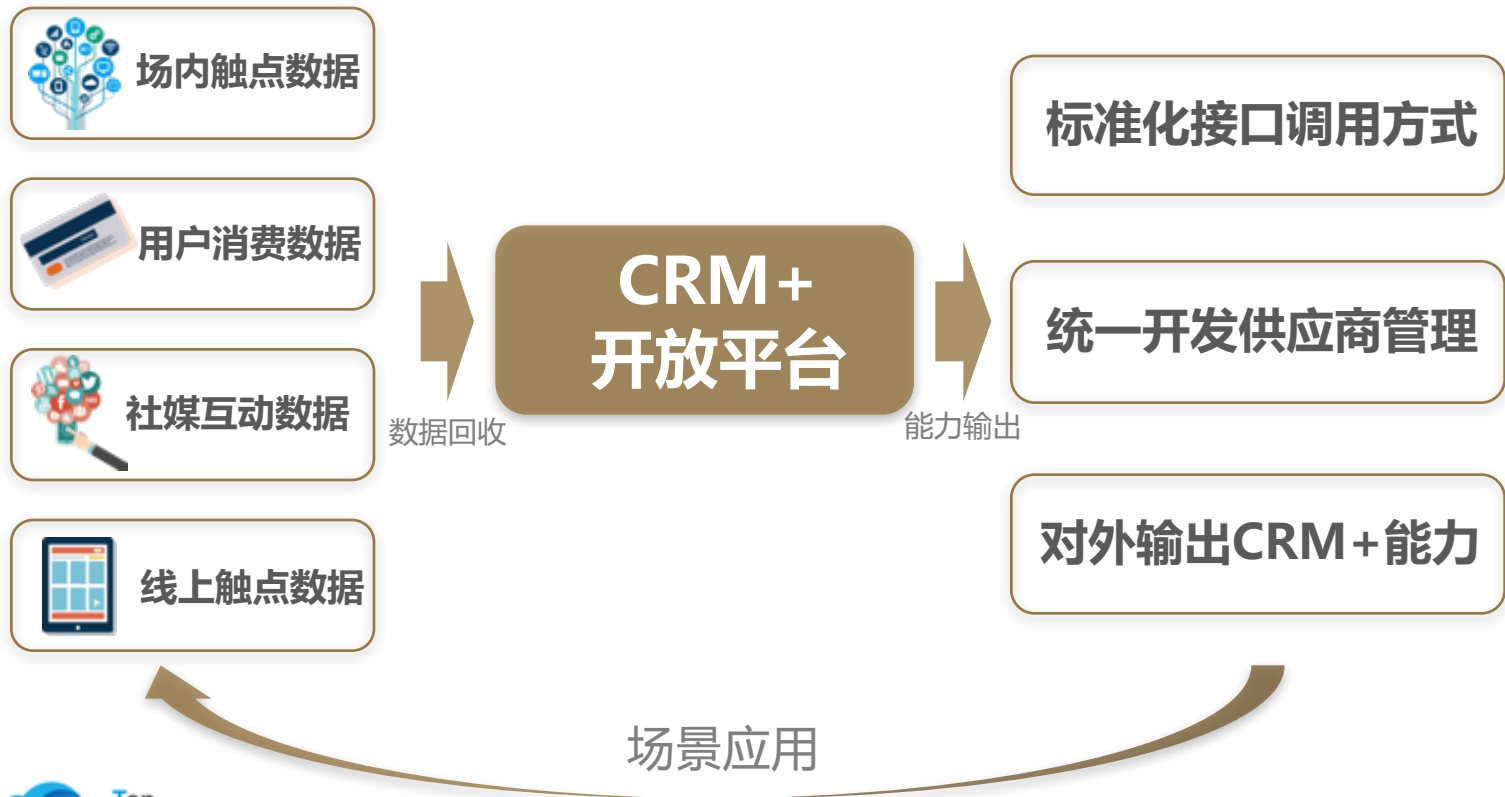 场内触点数据
用户消费数据
社媒互动数据
线上触点数据
数据回收
CRM+
开放平台
能力输出
标准化接口调用方式
统一开发供应商管理
对外输出CRM+能力
场景应用